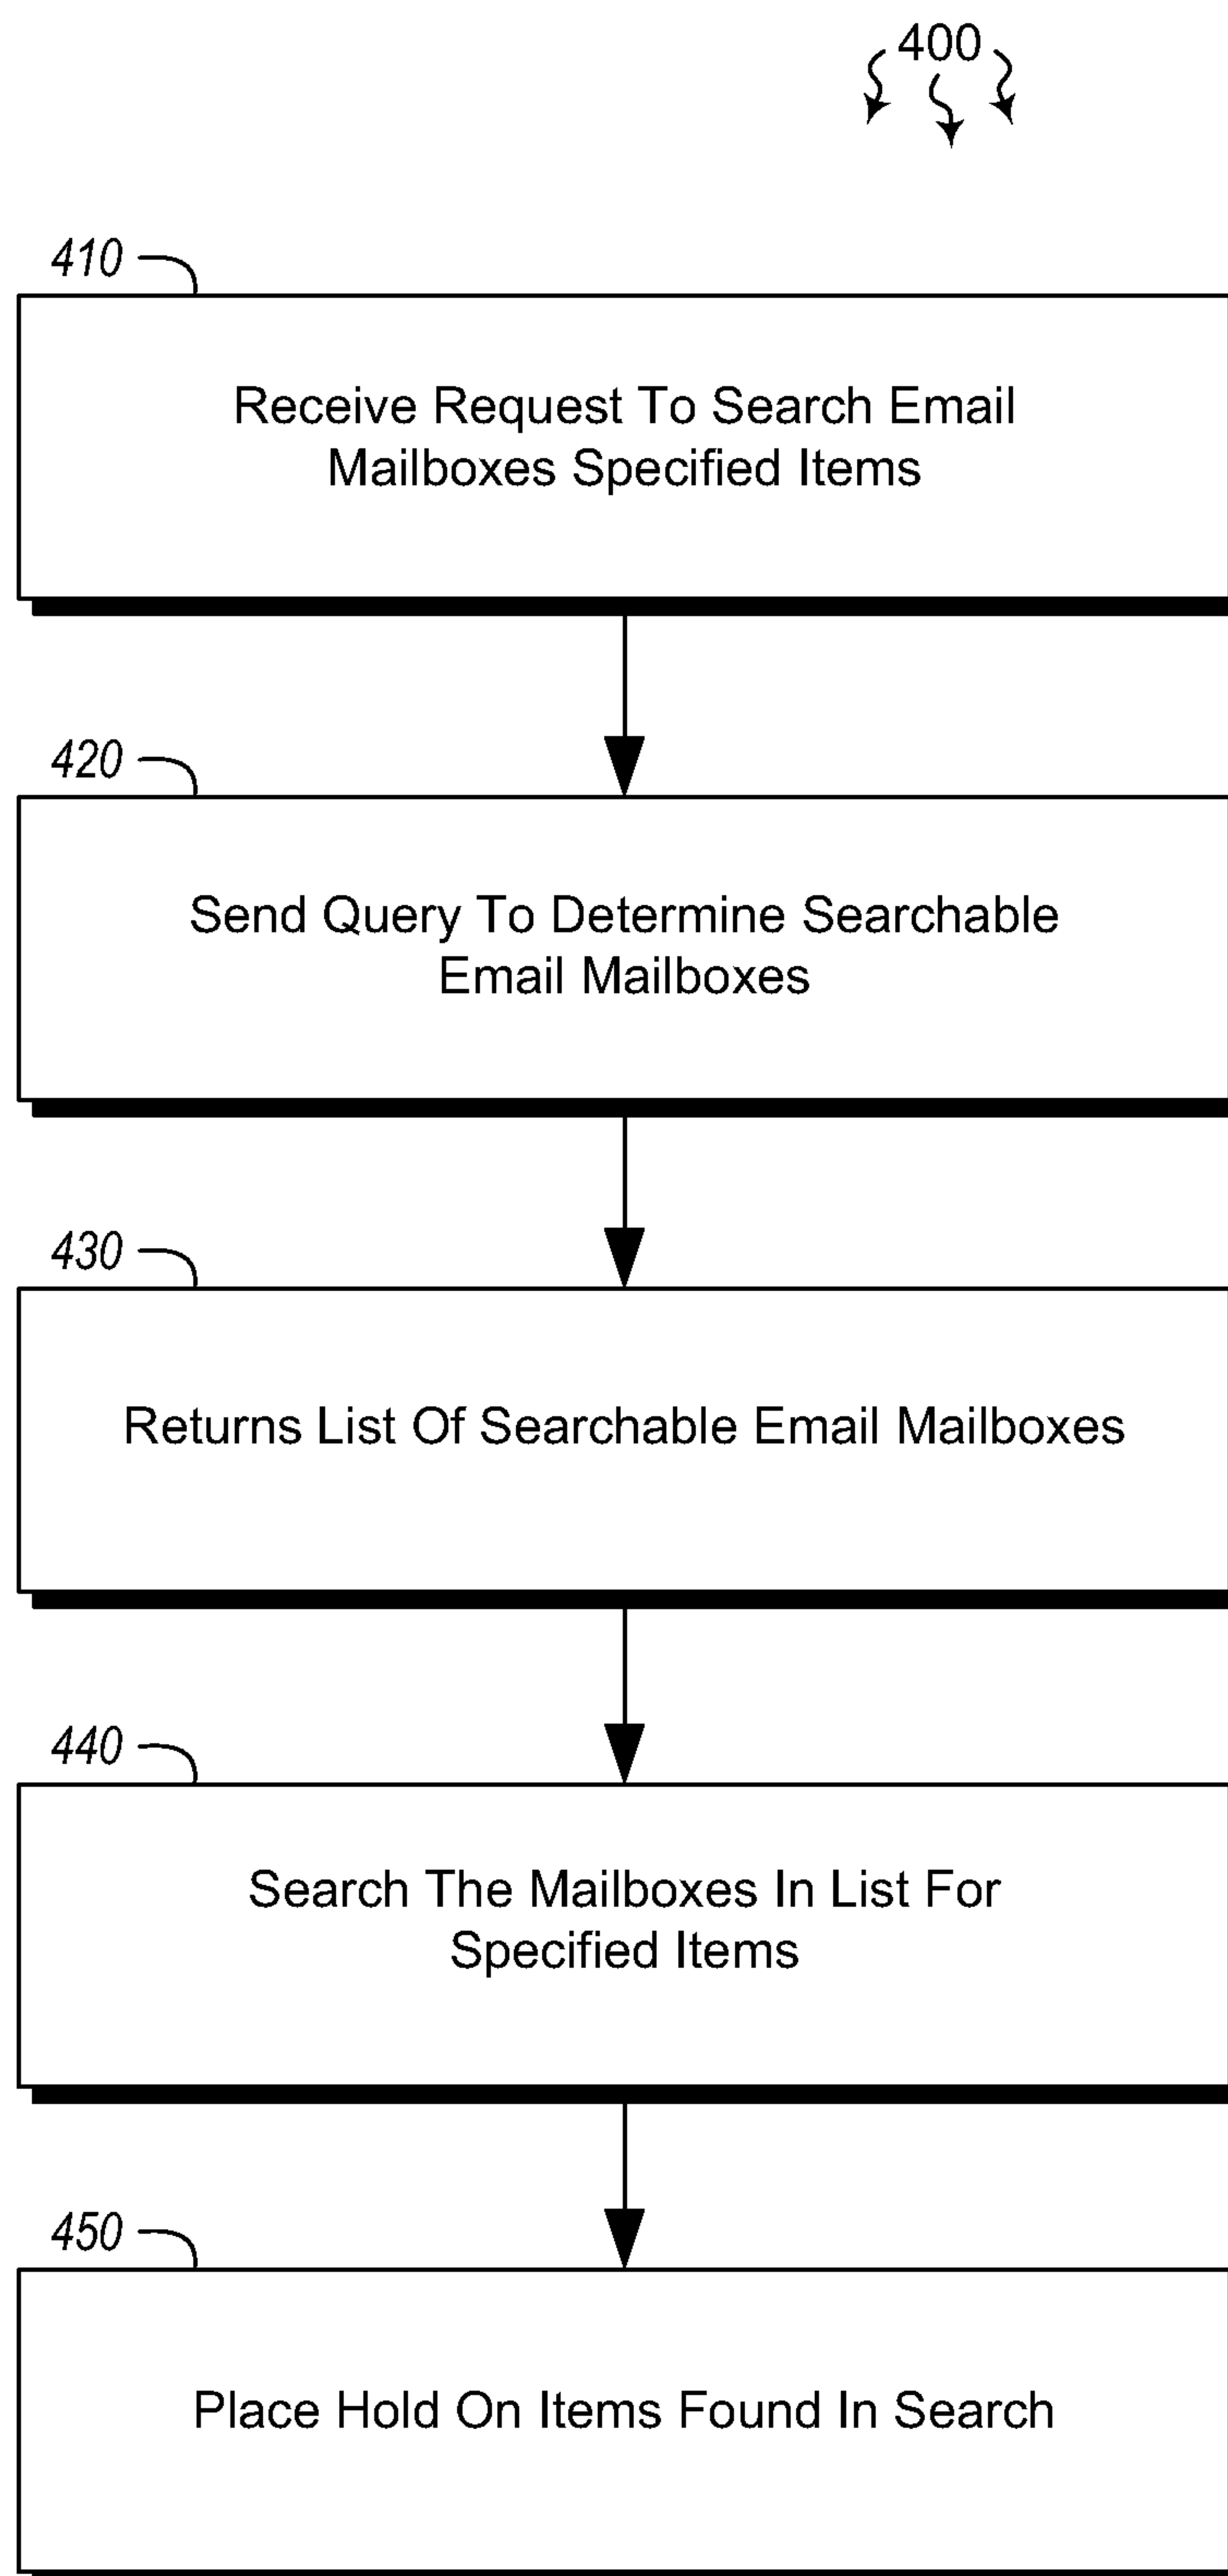 400
410
Receive Request To Search Email
Mailboxes Specified Items
420
Send Query To Determine Searchable
Email Mailboxes
430
Returns List Of Searchable Email Mailboxes
440
Search The Mailboxes In List For
Specified Items
450
Place Hold On Items Found In Search